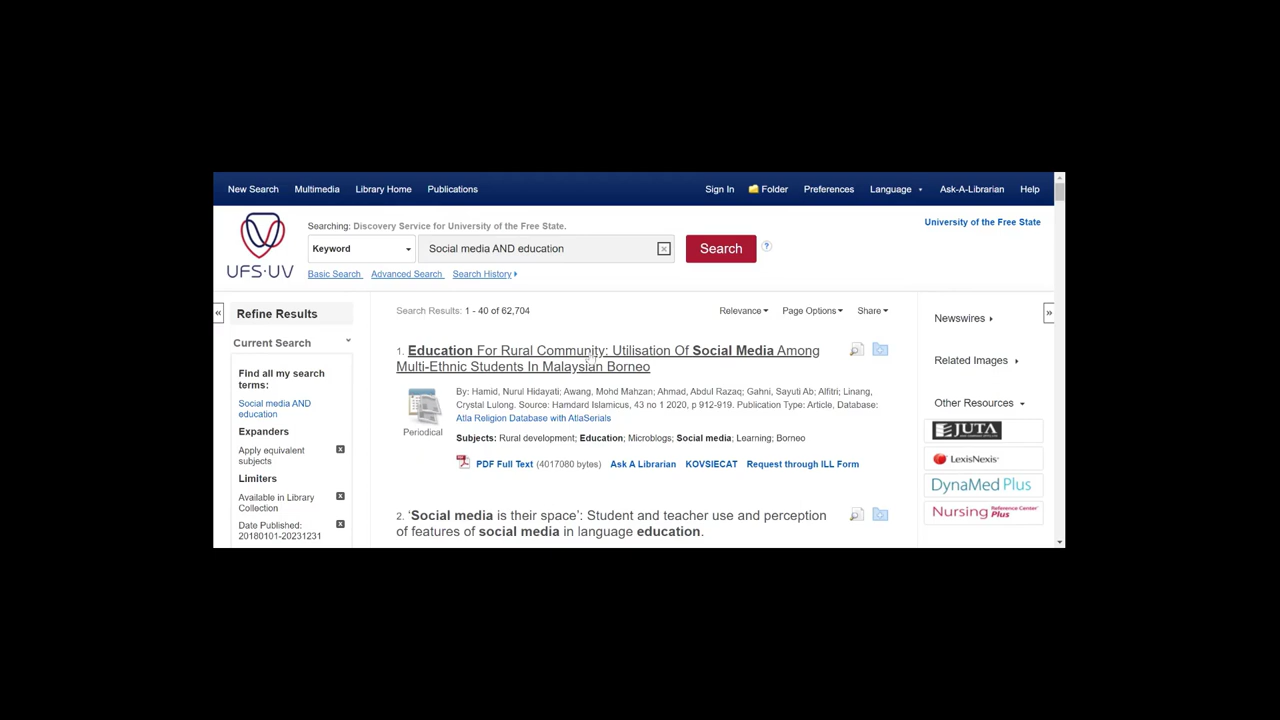 New Search Multimedia Library Home Publications Sign In Folder Preferences Language Ask-A-Librarian Help
UFS·UV
Searching: Discovery Service for University of the Free State.
University of the Free State
Keyword Social media AND education Search ?
Basic Search Advanced Search Search History
« Refine Results
Current Search
Find all my search
terms:
Social media AND
education
Expanders
Apply equivalent
subjects
Limiters
Available in Library
Collection
Date Published:
20180101-20231231
Search Results: 1 - 40 of 62,704 Relevance Page Options Share
1. Education For Rural Community: Utilisation Of Social Media Among
Multi-Ethnic Students In Malaysian Borneo
Periodical
By: Hamid, Nurul Hidayati; Awang, Mohd Mahzan; Ahmad, Abdul Razaq; Gahni, Sayuti Ab; Alfitri; Linang,
Crystal Lulong. Source: Hamdard Islamicus, 43 no 1 2020, p 912-919. Publication Type: Article, Database:
Atla Religion Database with AtlaSerials
Subjects: Rural development; Education; Microblogs; Social media; Learning; Borneo
PDF Full Text (4017080 bytes) Ask A Librarian KOVSIECAT Request through ILL Form
2. ‘Social media is their space’: Student and teacher use and perception
of features of social media in language education.
»
Newswires
Related Images
Other Resources
JUTA
LexisNexis®
DynaMed Plus
Nursing Reference Center Plus